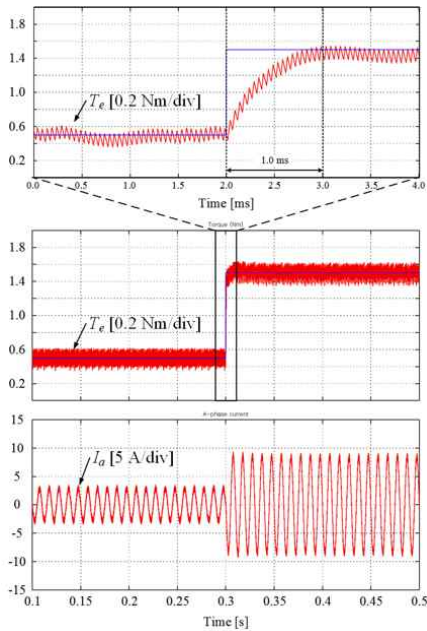 1.8
1.4
1.0
0.6
0.2
T_e [0.2 Nm/div]
1.0 ms
0.0 0.5 1.0 1.5 2.0 2.5 3.0 3.5 4.0
Time [ms]
Torque (Nm)
1.8
1.4
1.0
0.6
0.2
T_e [0.2 Nm/div]
A-phase current
15
10
5
0
-5
-10
-15
I_a [5 A/div]
0.1 0.15 0.2 0.25 0.3 0.35 0.4 0.45 0.5
Time [s]